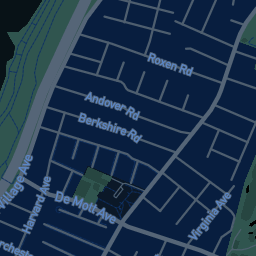 Roxen Rd
Andover Rd
Berkshire Rd
Village Ave
Harvard Ave
De Mott Ave
Virginia Ave